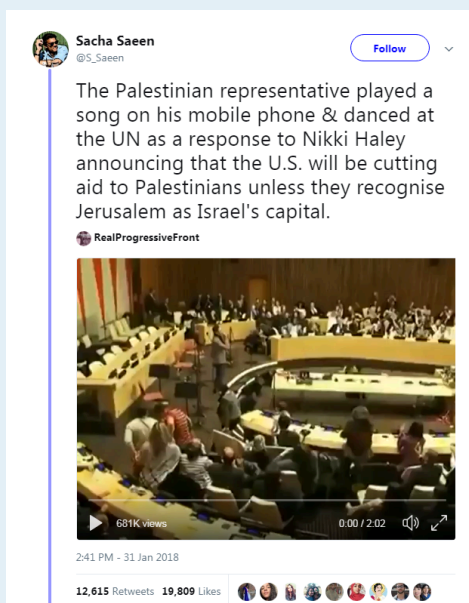 Sacha Saeen
@S_Saeen
Follow
The Palestinian representative played a
song on his mobile phone & danced at
the UN as a response to Nikki Haley
announcing that the U.S. will be cutting
aid to Palestinians unless they recognise
Jerusalem as Israel's capital.
RealProgressiveFront
681K views
0:00 / 2:02
2:41 PM - 31 Jan 2018
12,615 Retweets 19,809 Likes